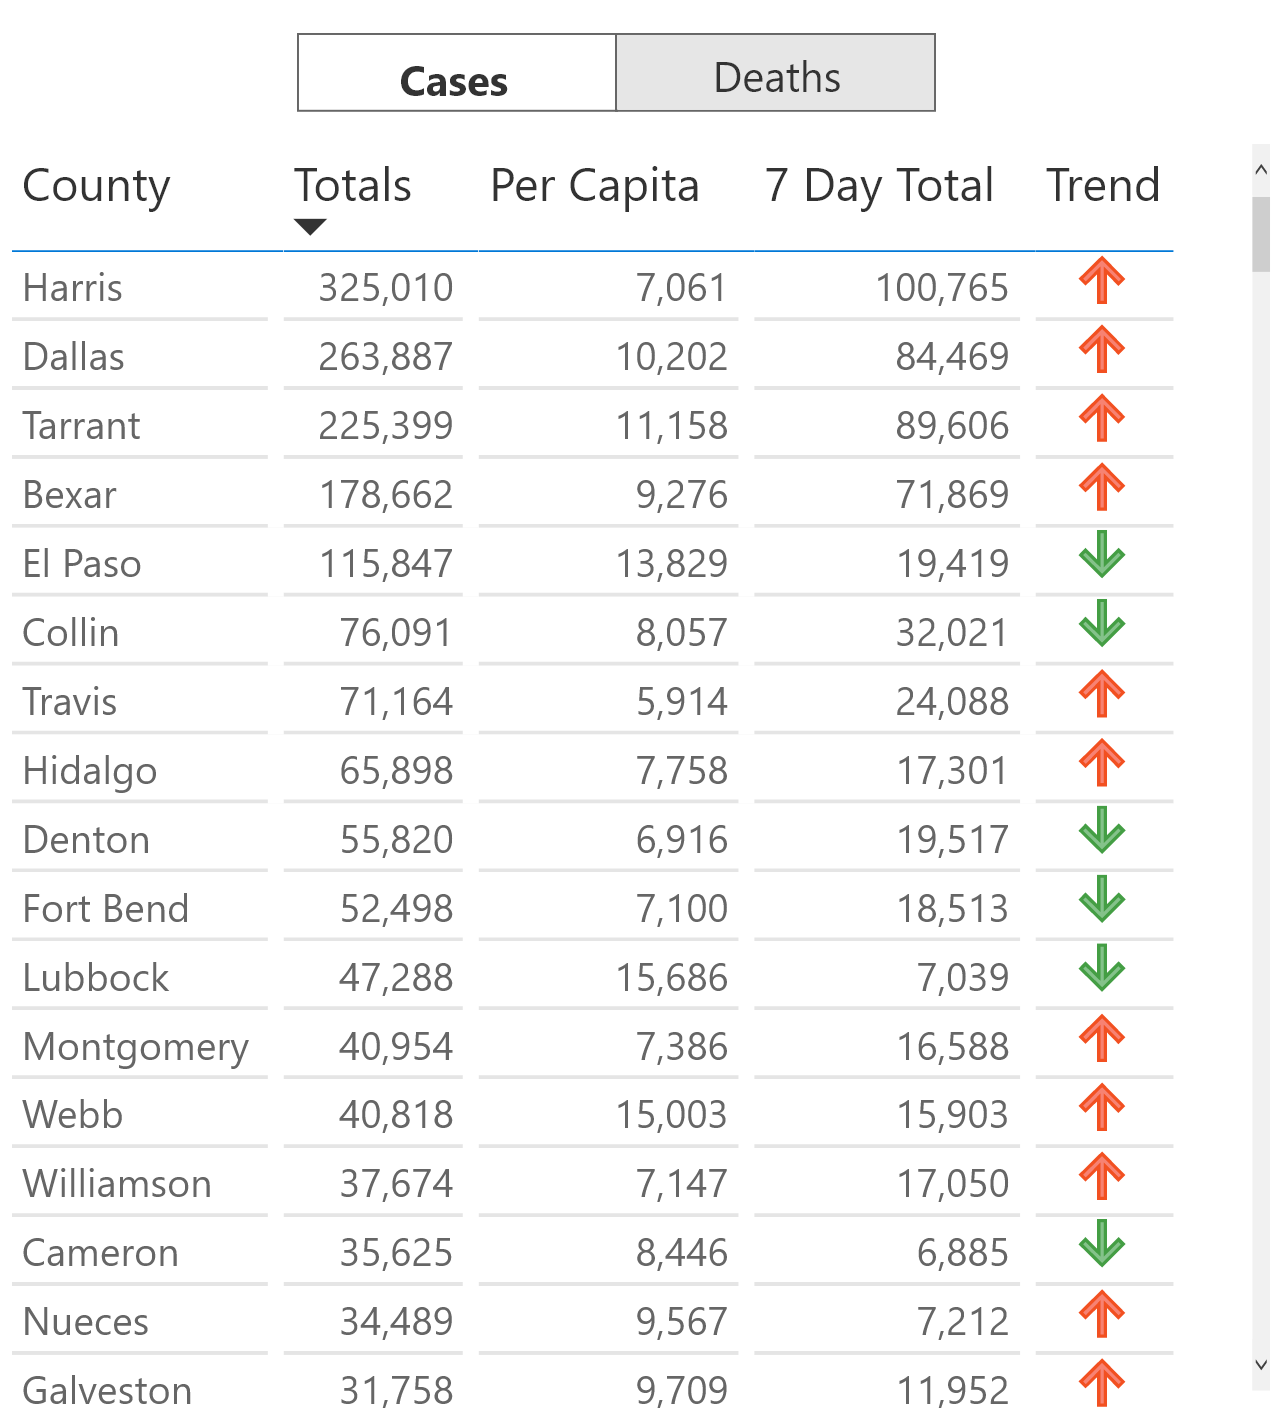 Cases Deaths
County Totals Per Capita 7 Day Total Trend
Harris 325,010 7,061 100,765
Dallas 263,887 10,202 84,469
Tarrant 225,399 11,158 89,606
Bexar 178,662 9,276 71,869
El Paso 115,847 13,829 19,419
Collin 76,091 8,057 32,021
Travis 71,164 5,914 24,088
Hidalgo 65,898 7,758 17,301
Denton 55,820 6,916 19,517
Fort Bend 52,498 7,100 18,513
Lubbock 47,288 15,686 7,039
Montgomery 40,954 7,386 16,588
Webb 40,818 15,003 15,903
Williamson 37,674 7,147 17,050
Cameron 35,625 8,446 6,885
Nueces 34,489 9,567 7,212
Galveston 31,758 9,709 11,952